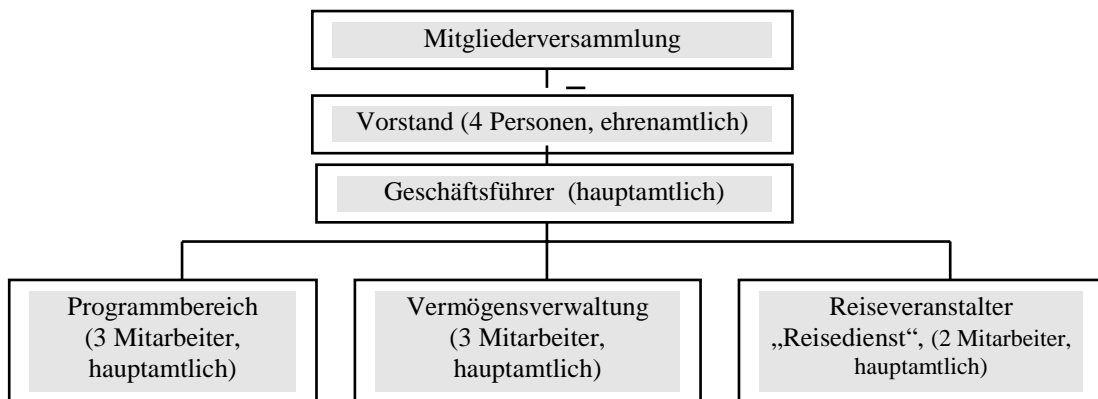 Mitgliederversammlung
Vorstand (4 Personen, ehrenamtlich)
Geschäftsführer (hauptamtlich)
Programmbereich
(3 Mitarbeiter,
hauptamtlich)
Vermögensverwaltung
(3 Mitarbeiter,
hauptamtlich)
Reiseveranstalter
„Reisedienst“, (2 Mitarbeiter,
hauptamtlich)